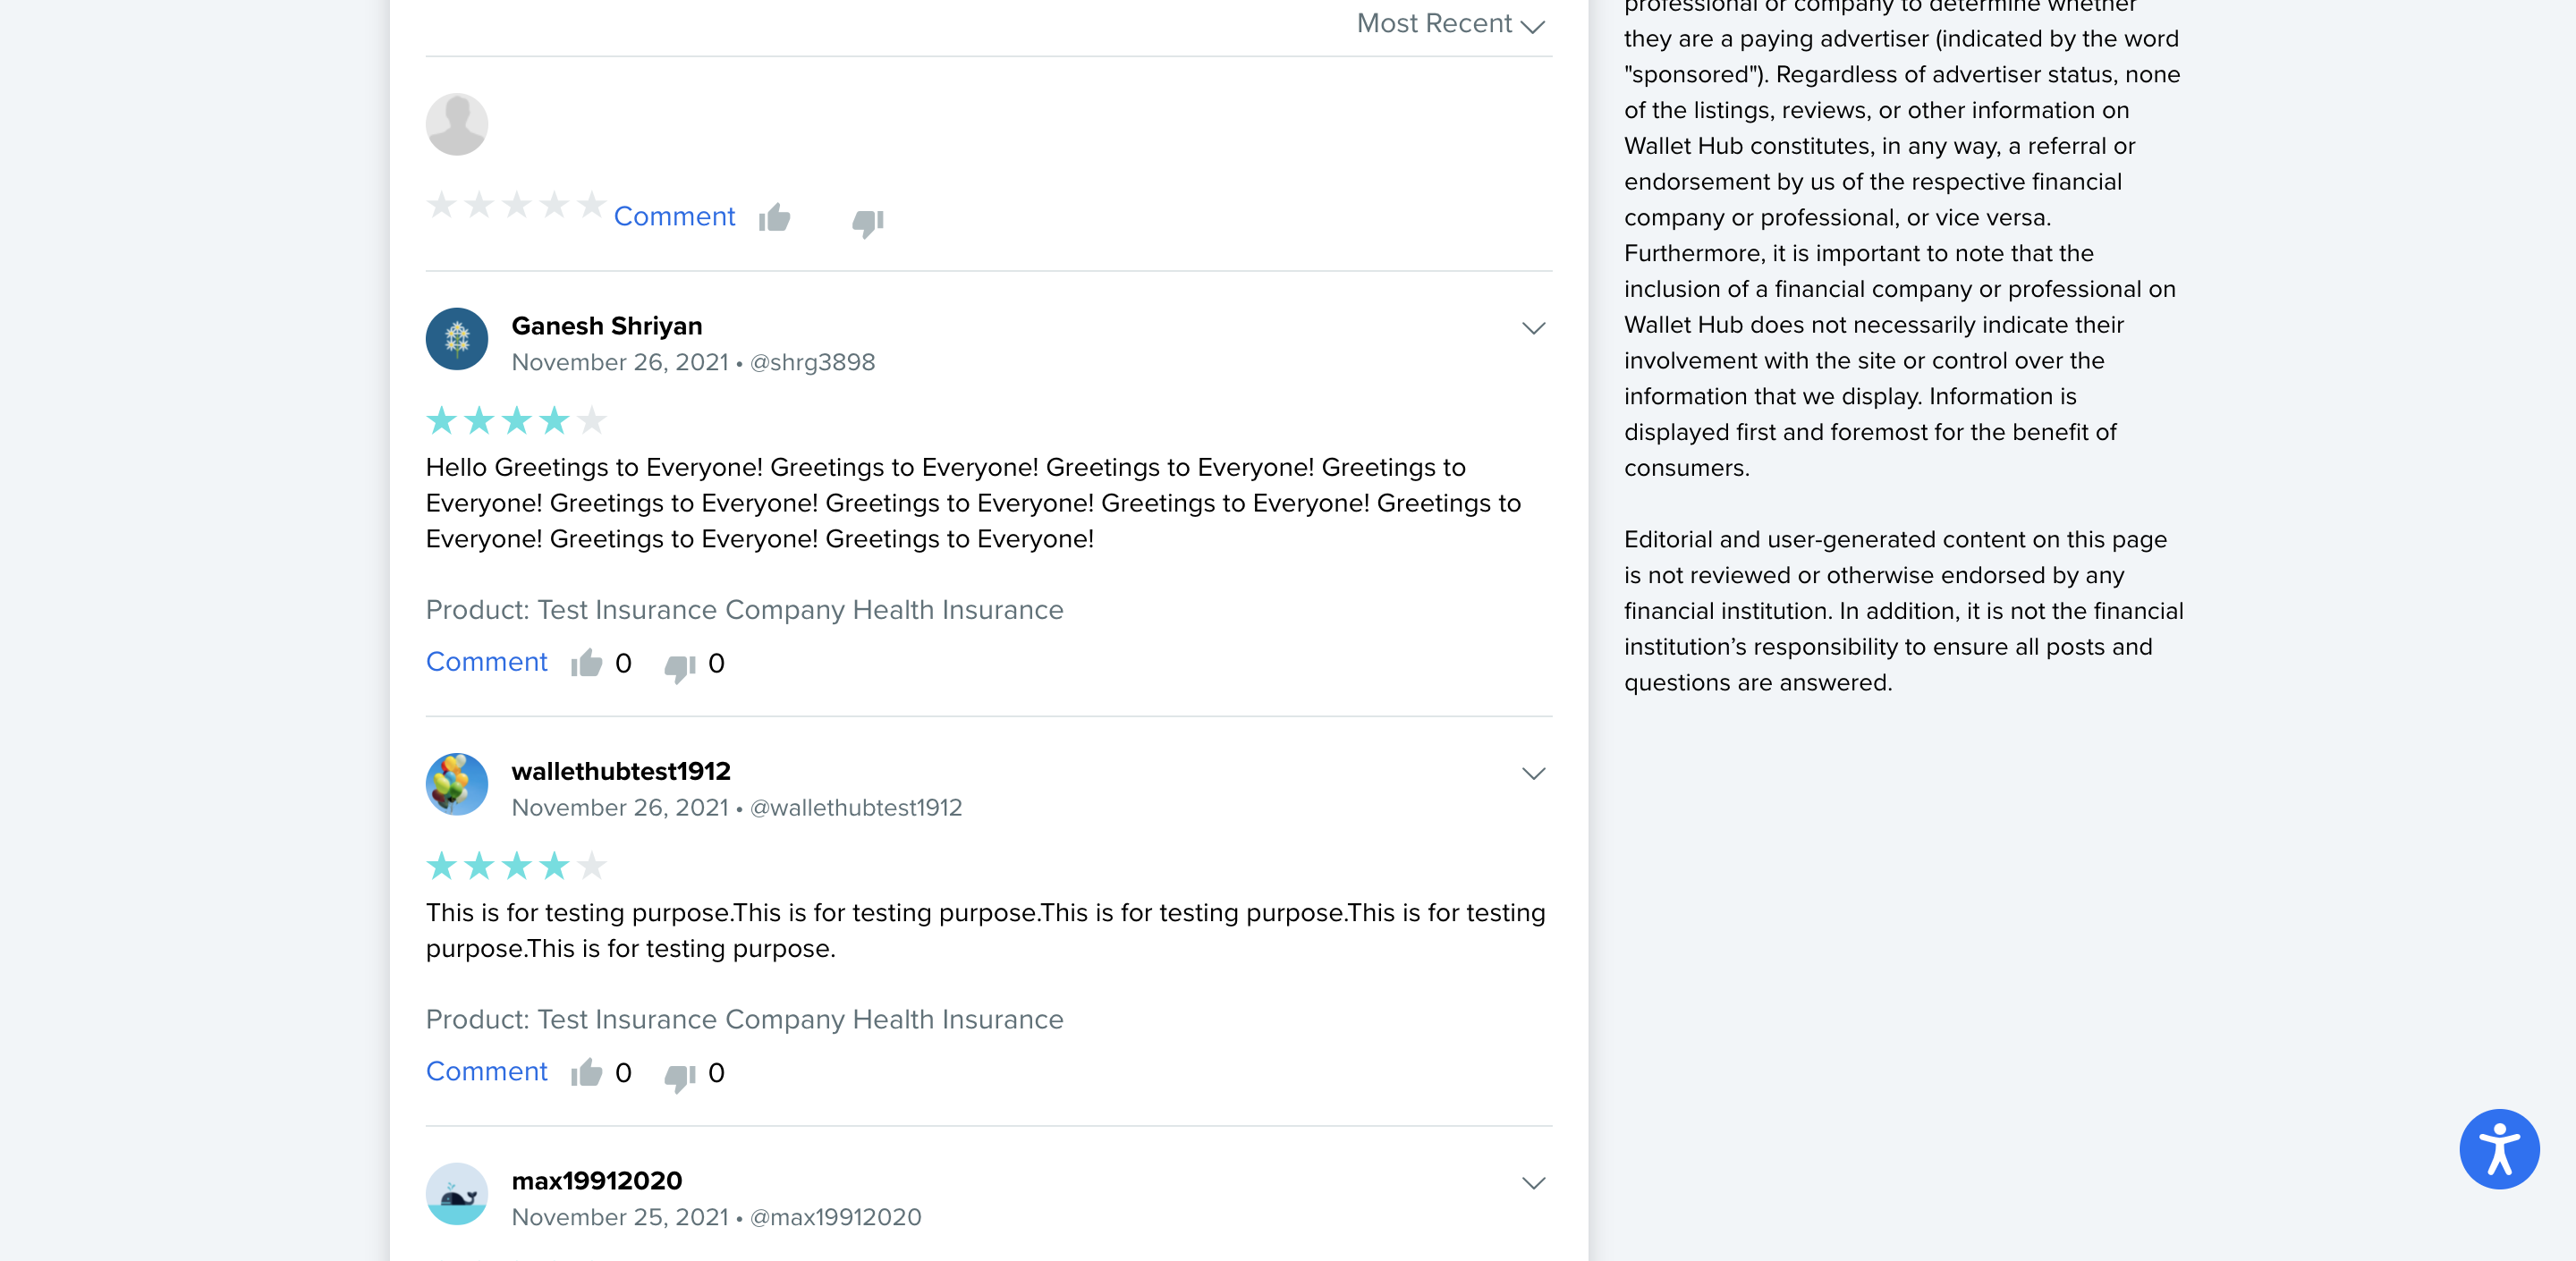 Most Recent
Comment
Ganesh Shriyan
November 26, 2021 • @shrg3898
Hello Greetings to Everyone! Greetings to Everyone! Greetings to Everyone! Greetings to
Everyone! Greetings to Everyone! Greetings to Everyone! Greetings to Everyone! Greetings to
Everyone! Greetings to Everyone! Greetings to Everyone!
Product: Test Insurance Company Health Insurance
Comment 0 0
wallethubtest1912
November 26, 2021 • @wallethubtest1912
This is for testing purpose.This is for testing purpose.This is for testing purpose.This is for testing
purpose.This is for testing purpose.
Product: Test Insurance Company Health Insurance
Comment 0 0
max19912020
November 25, 2021 • @max19912020
professional or company to determine whether
they are a paying advertiser (indicated by the word
"sponsored"). Regardless of advertiser status, none
of the listings, reviews, or other information on
Wallet Hub constitutes, in any way, a referral or
endorsement by us of the respective financial
company or professional, or vice versa.
Furthermore, it is important to note that the
inclusion of a financial company or professional on
Wallet Hub does not necessarily indicate their
involvement with the site or control over the
information that we display. Information is
displayed first and foremost for the benefit of
consumers.
Editorial and user-generated content on this page
is not reviewed or otherwise endorsed by any
financial institution. In addition, it is not the financial
institution’s responsibility to ensure all posts and
questions are answered.